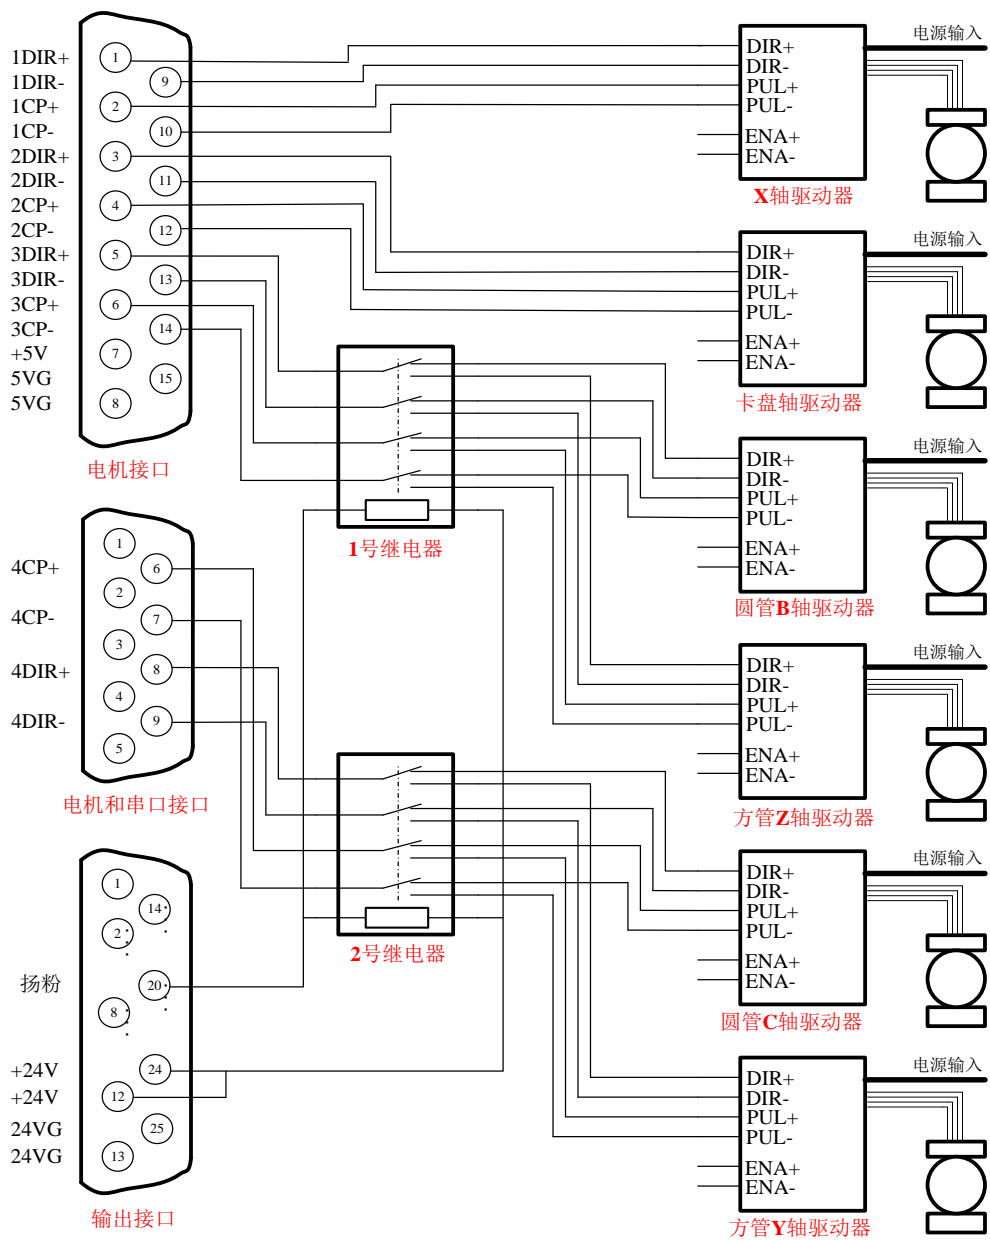 1DIR+
1DIR-
1CP+
1CP-
2DIR+
2DIR-
2CP+
2CP-
3DIR+
3DIR-
3CP+
3CP-
+5V
5VG
5VG
1
9
2
10
3
11
4
12
5
13
6
14
7
15
8
电机接口
4CP+
4CP-
4DIR+
4DIR-
1
6
2
7
3
8
4
9
5
电机和串口接口
扬粉
+24V
+24V
24VG
24VG
1
14
2
20
8
24
12
25
13
输出接口
1号继电器
2号继电器
电源输入
DIR+
DIR-
PUL+
PUL-
ENA+
ENA-
X轴驱动器
电源输入
DIR+
DIR-
PUL+
PUL-
ENA+
ENA-
卡盘轴驱动器
电源输入
DIR+
DIR-
PUL+
PUL-
ENA+
ENA-
圆管B轴驱动器
电源输入
DIR+
DIR-
PUL+
PUL-
ENA+
ENA-
方管Z轴驱动器
电源输入
DIR+
DIR-
PUL+
PUL-
ENA+
ENA-
圆管C轴驱动器
电源输入
DIR+
DIR-
PUL+
PUL-
ENA+
ENA-
方管Y轴驱动器